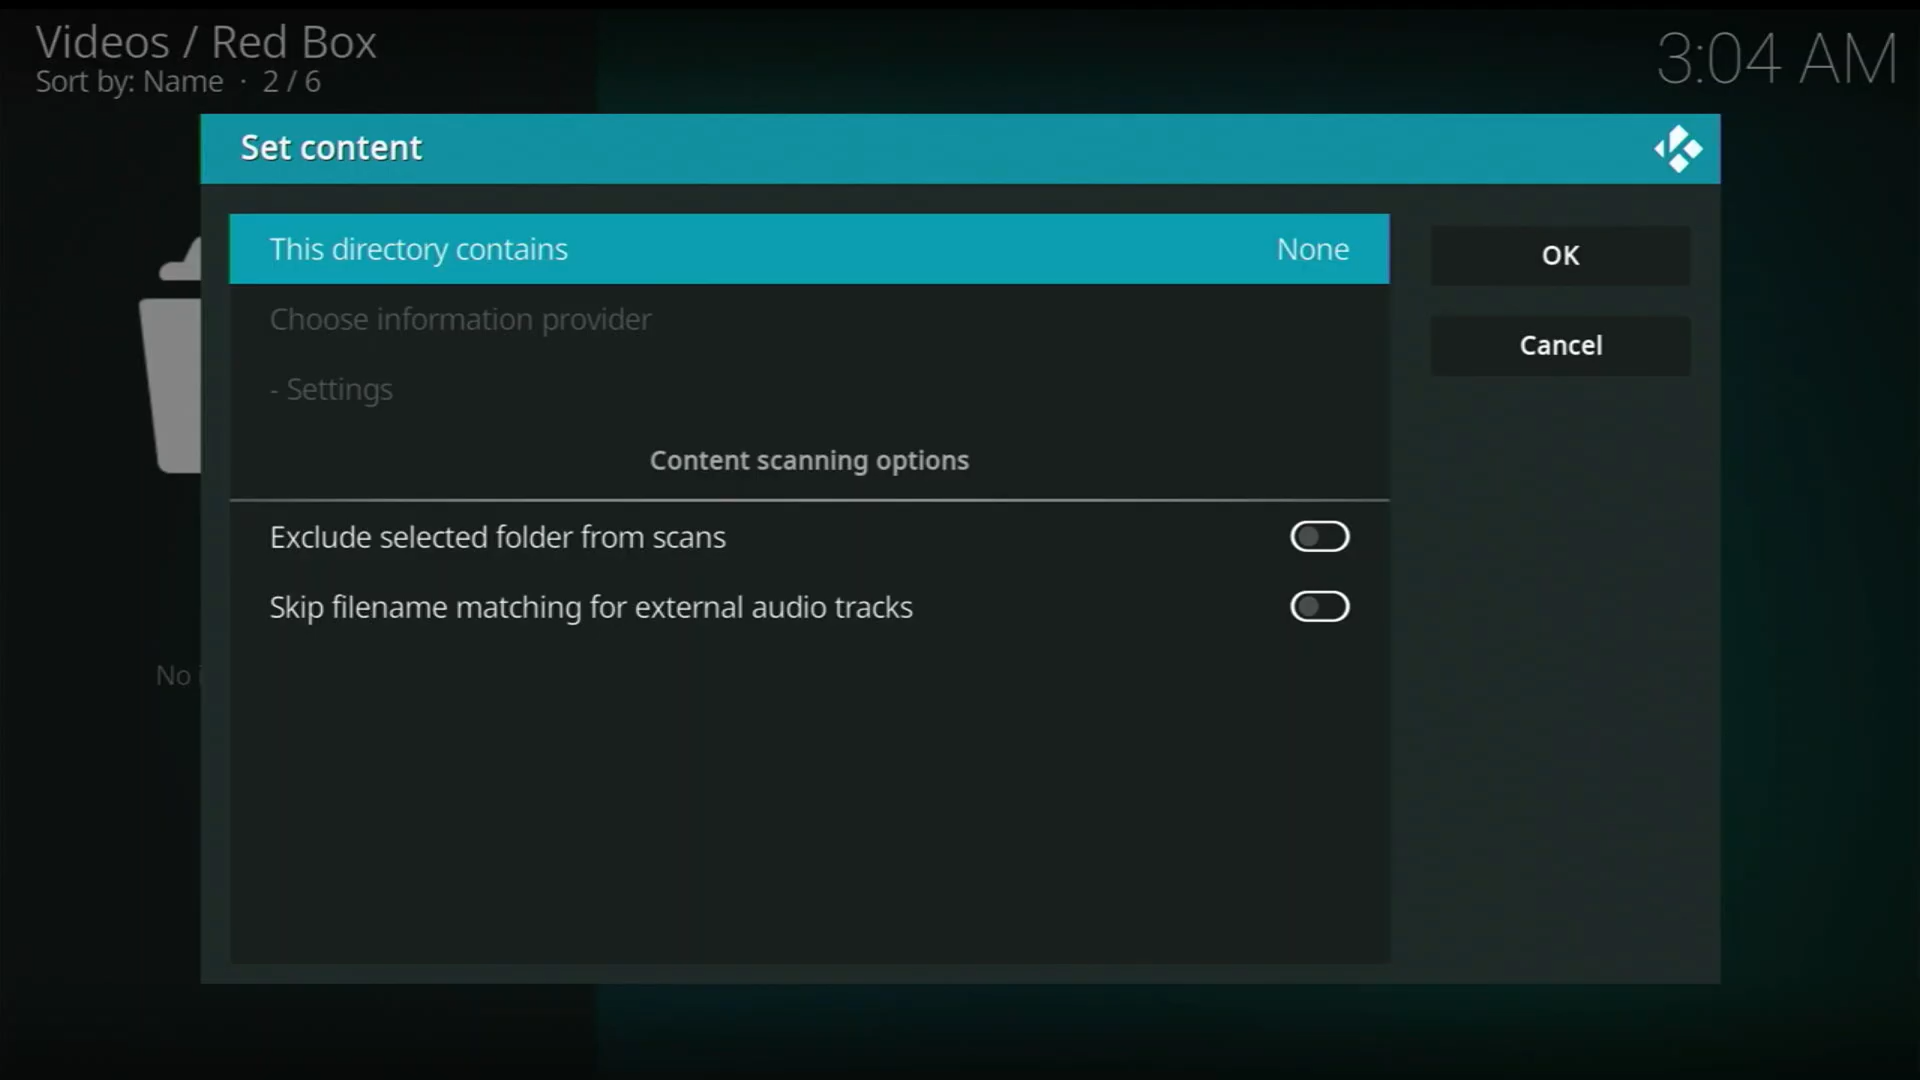 Videos / Red Box
Sort by: Name · 2 / 6
3:04 AM
Set content
This directory contains None
OK
Choose information provider
Cancel
- Settings
Content scanning options
Exclude selected folder from scans
Skip filename matching for external audio tracks
No